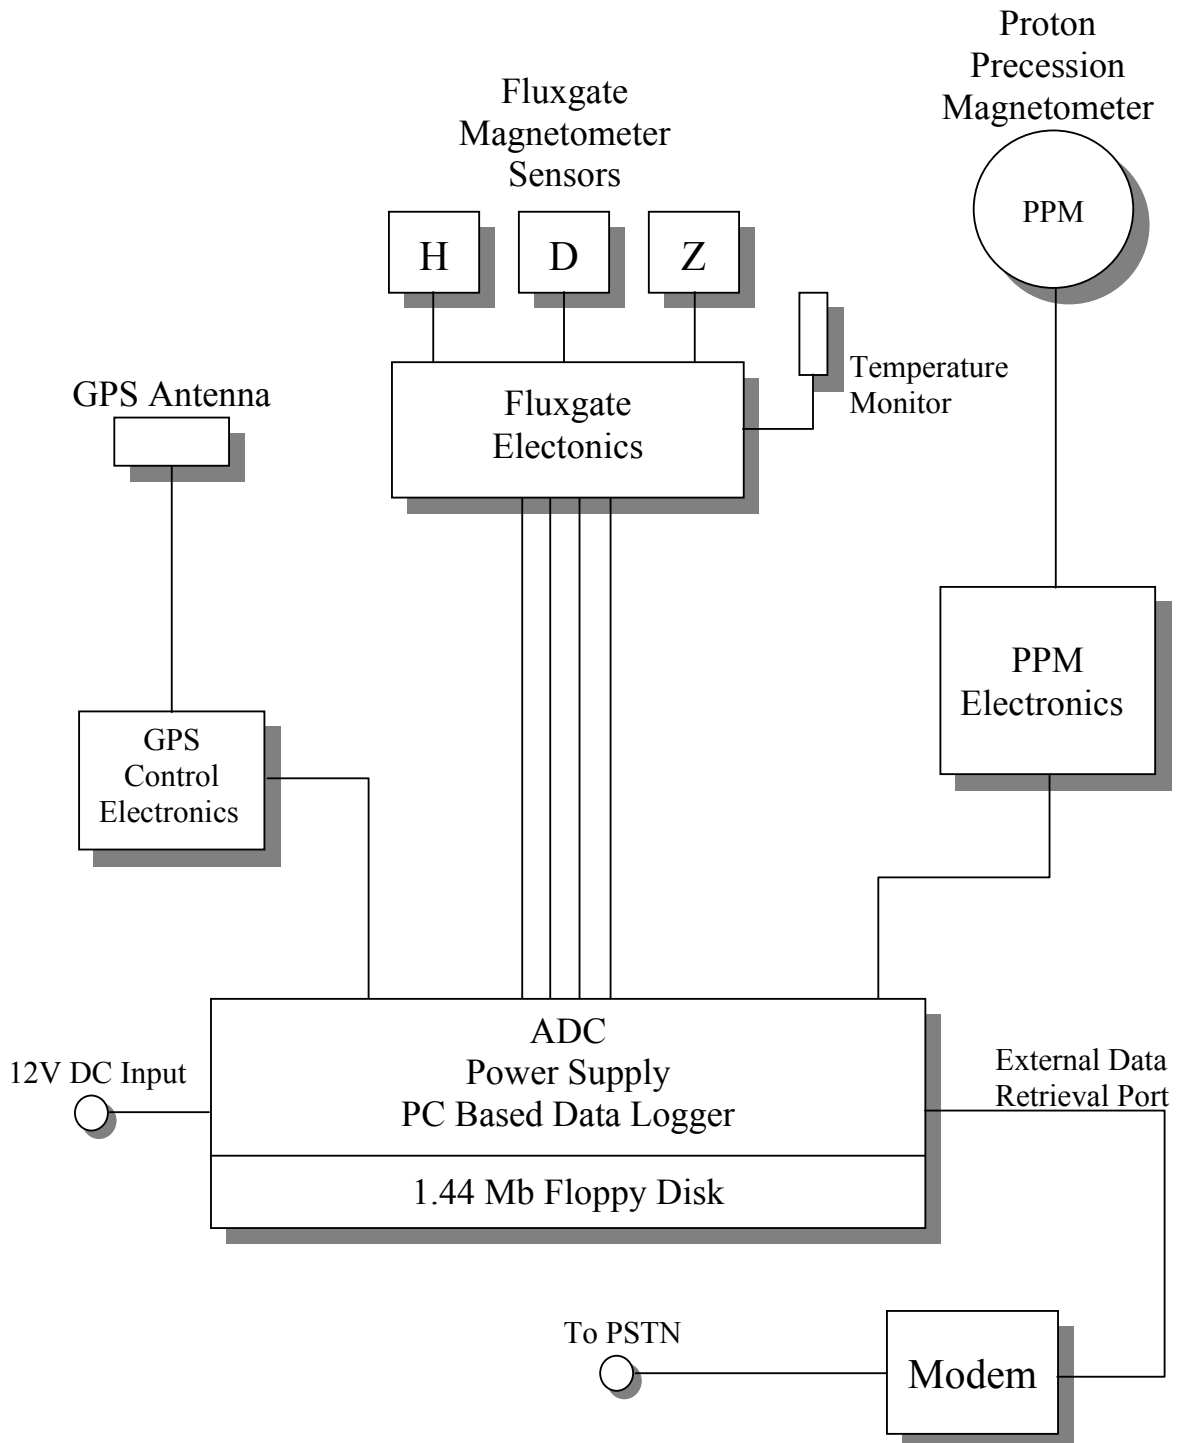 Proton
Precession
Magnetometer
Fluxgate
Magnetometer
Sensors
PPM
H
D
Z
Temperature
Monitor
GPS Antenna
Fluxgate
Electonics
PPM
Electronics
GPS
Control
Electronics
ADC
Power Supply
PC Based Data Logger
12V DC Input
External Data
Retrieval Port
1.44 Mb Floppy Disk
To PSTN
Modem